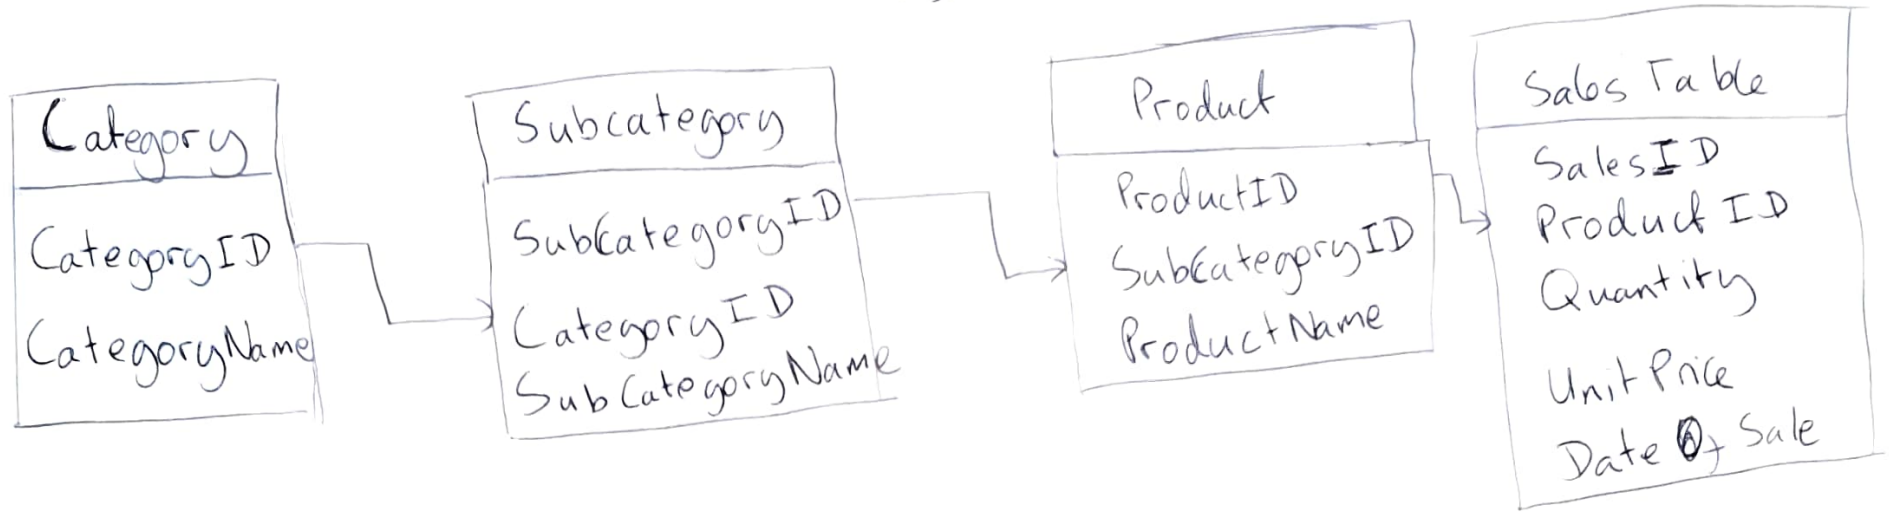 Category
CategoryID
CategoryName
Subcategory
SubCategoryID
CategoryID
SubCategoryName
Product
ProductID
SubCategoryID
ProductName
Sales Table
SalesID
Product ID
Quantity
Unit Price
Date Of Sale